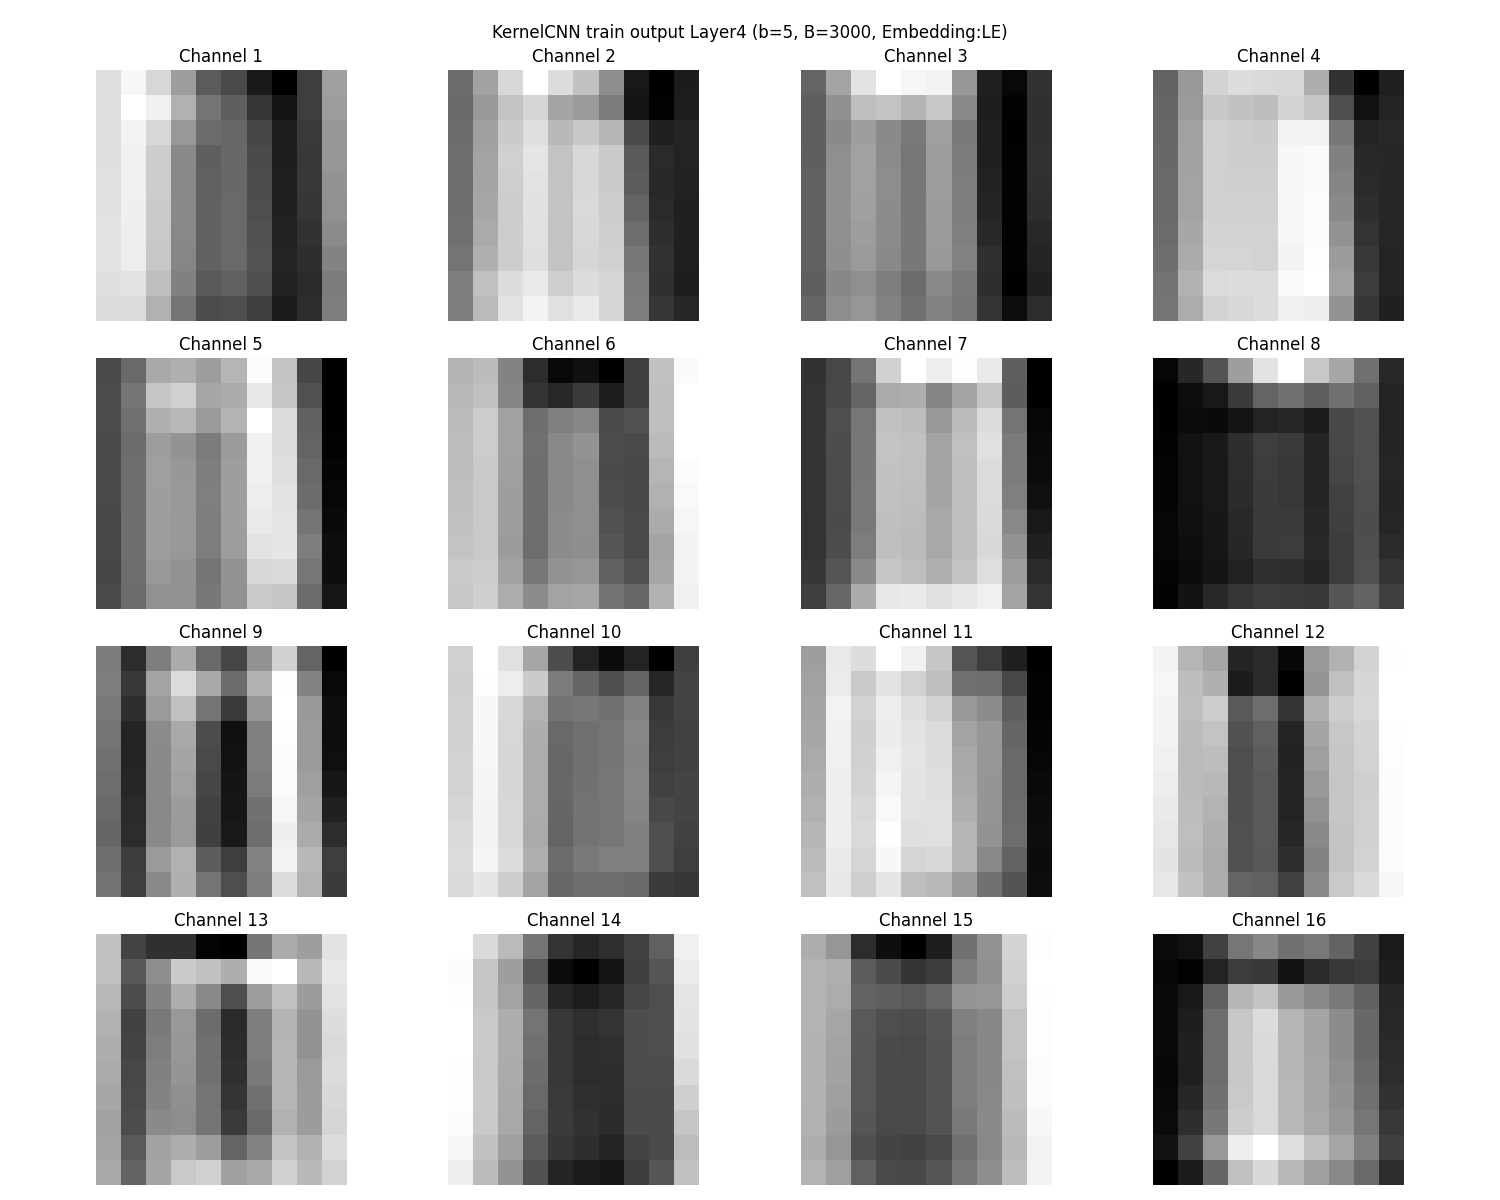 KernelCNN train output Layer4 (b=5, B=3000, Embedding:LE)
Channel 1
Channel 2
Channel 3
Channel 4
Channel 5
Channel 6
Channel 7
Channel 8
Channel 9
Channel 10
Channel 11
Channel 12
Channel 13
Channel 14
Channel 15
Channel 16